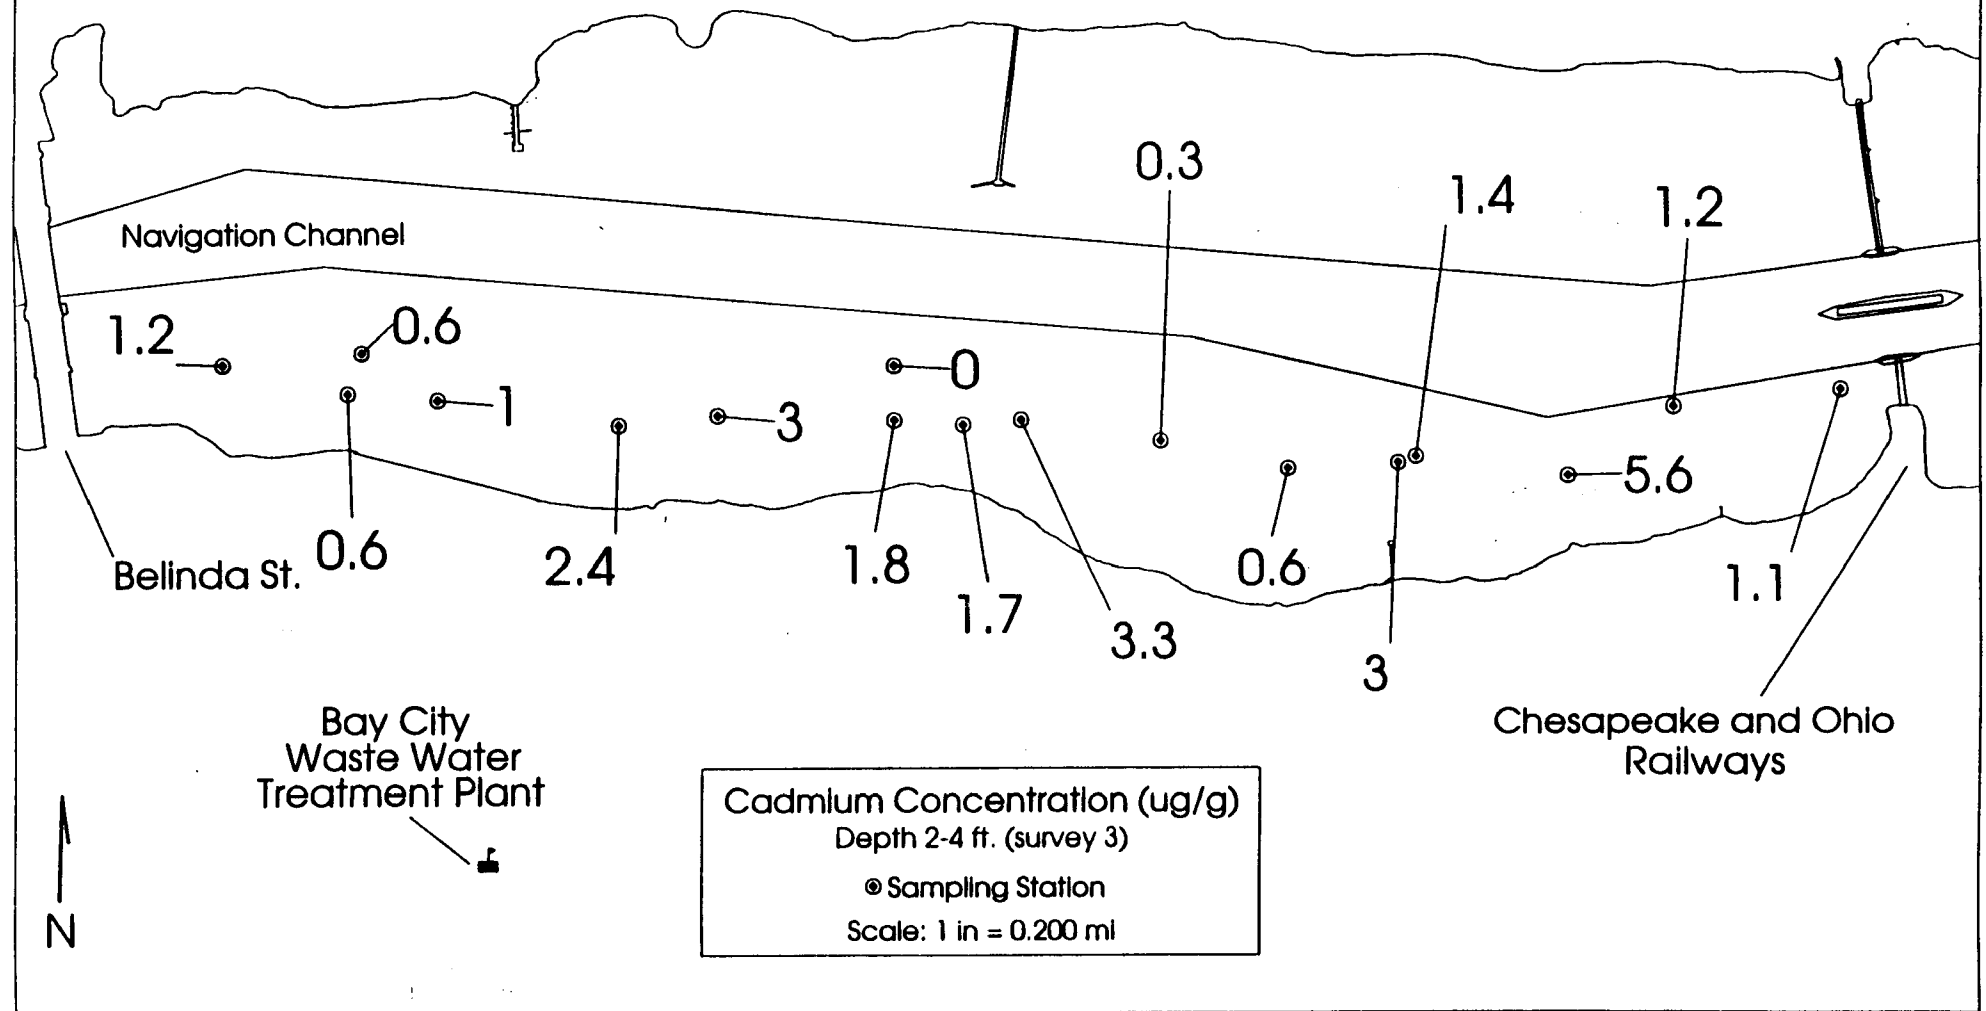 0.3
1.4
1.2
Navigation Channel
1.2
0.6
0
1
3
5.6
0.6
2.4
1.8
0.6
1.1
Belinda St.
1.7
3.3
3
Bay City
Waste Water
Treatment Plant
Chesapeake and Ohio
Railways
Cadmium Concentration (ug/g)
Depth 2-4 ft. (survey 3)
Sampling Station
Scale: 1 in = 0.200 mi
N